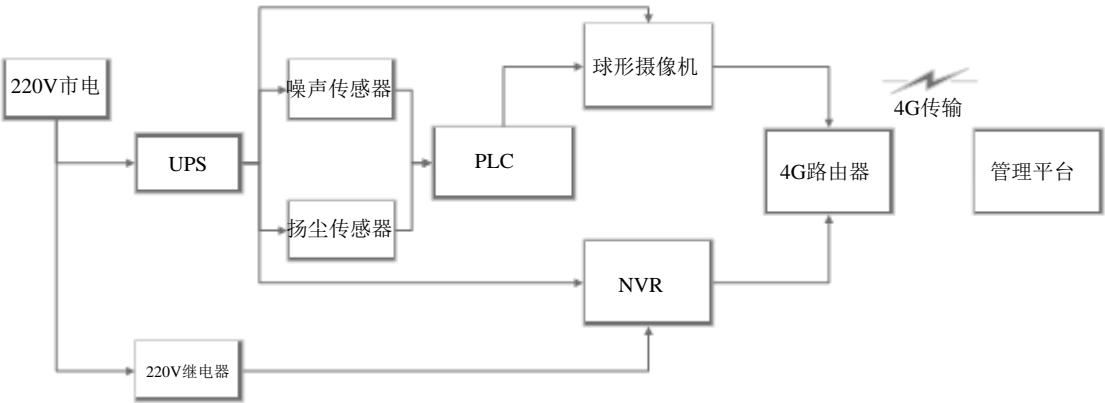 220V市电
UPS
噪声传感器
扬尘传感器
PLC
球形摄像机
NVR
220V继电器
4G路由器
4G传输
管理平台